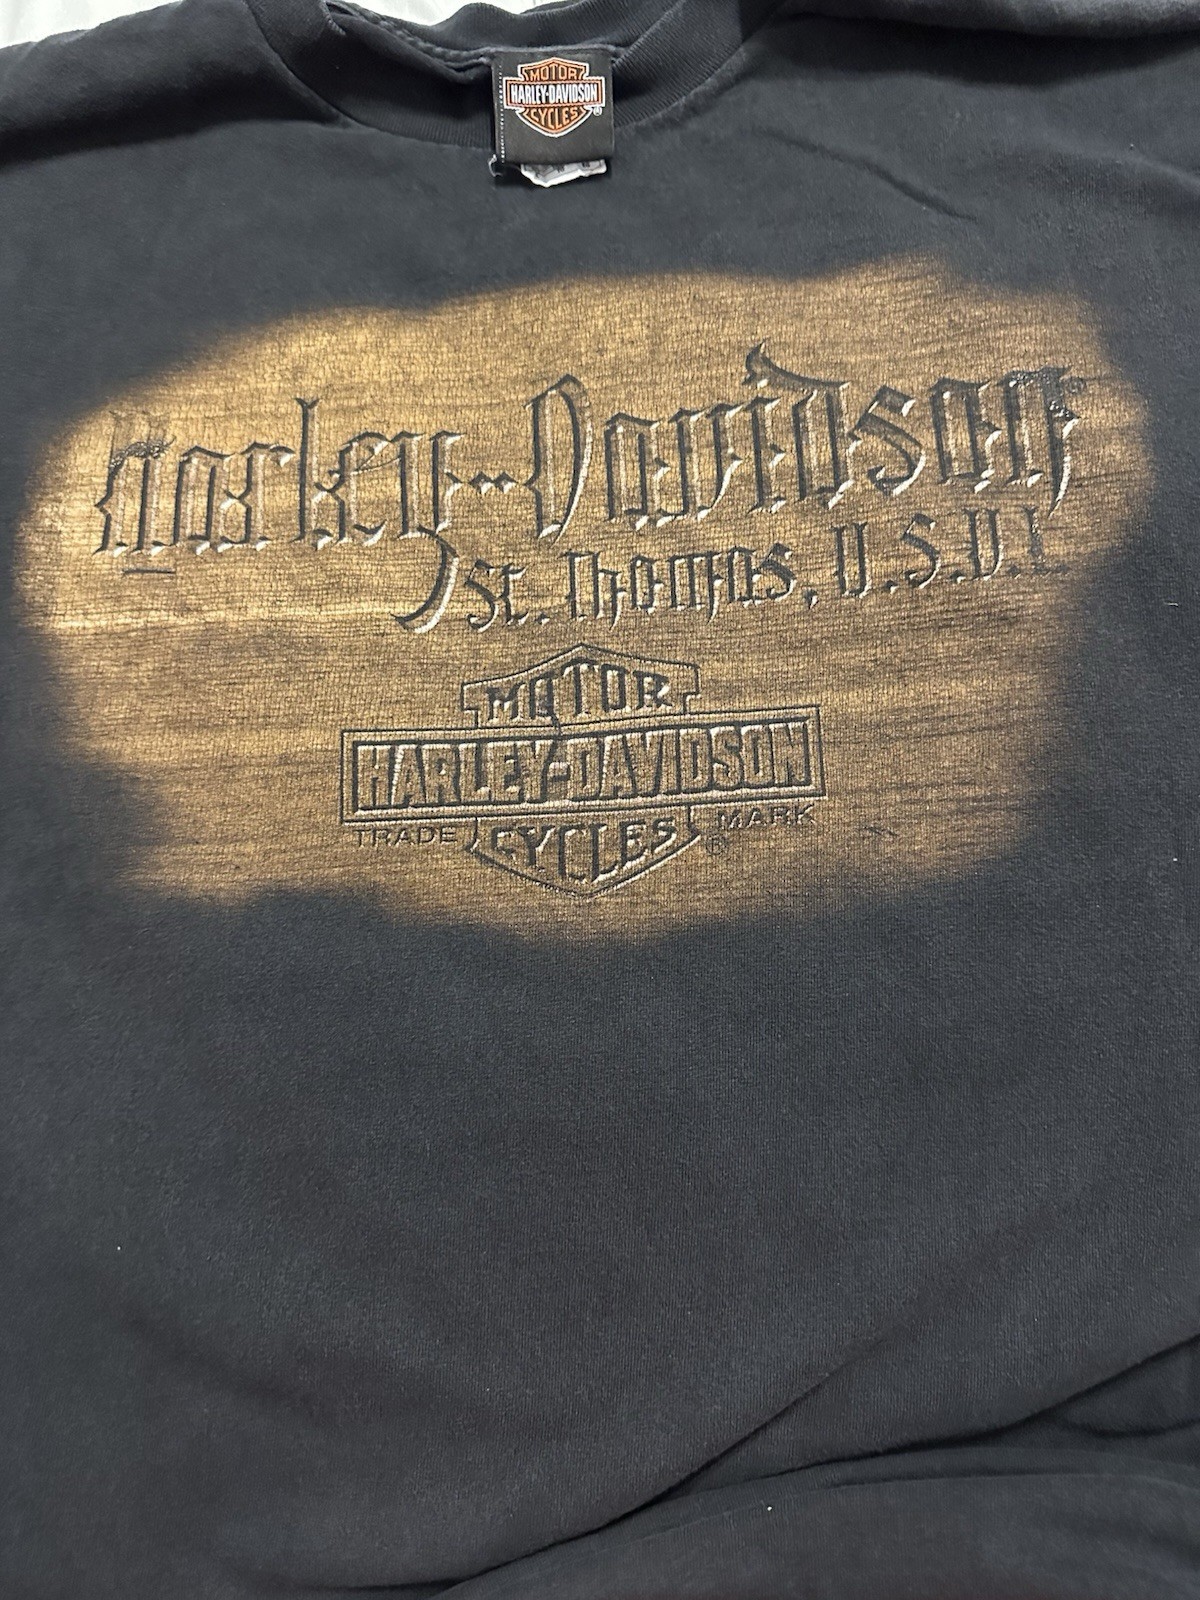 MOTOR
HARLEY-DAVIDSON
CYCLES®
Harley-Davidson
St. Thomas, U.S.V.I.
MOTOR
HARLEY-DAVIDSON
TRADE CYCLES MARK
®